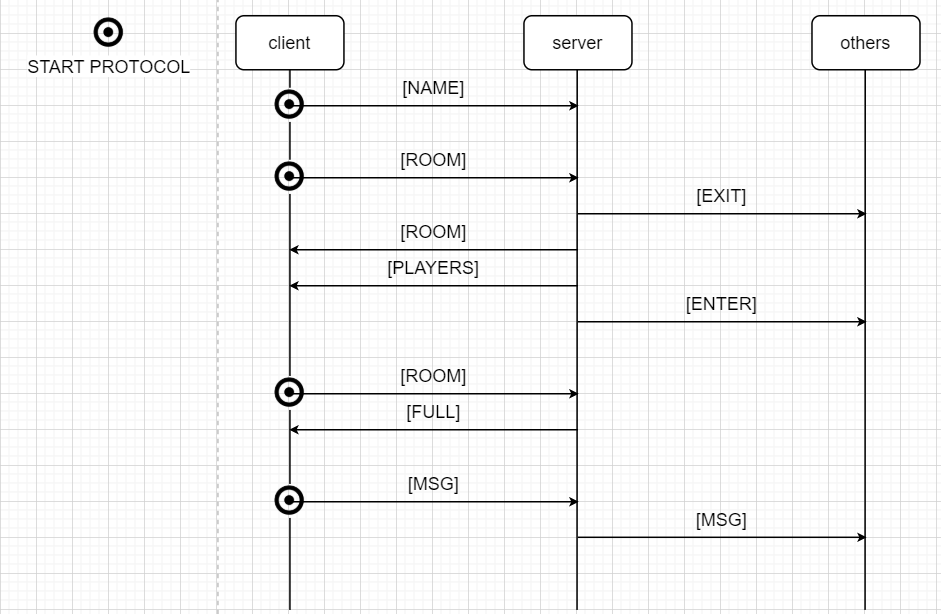 START PROTOCOL
client
server
others
[NAME]
[ROOM]
[EXIT]
[ROOM]
[PLAYERS]
[ENTER]
[ROOM]
[FULL]
[MSG]
[MSG]